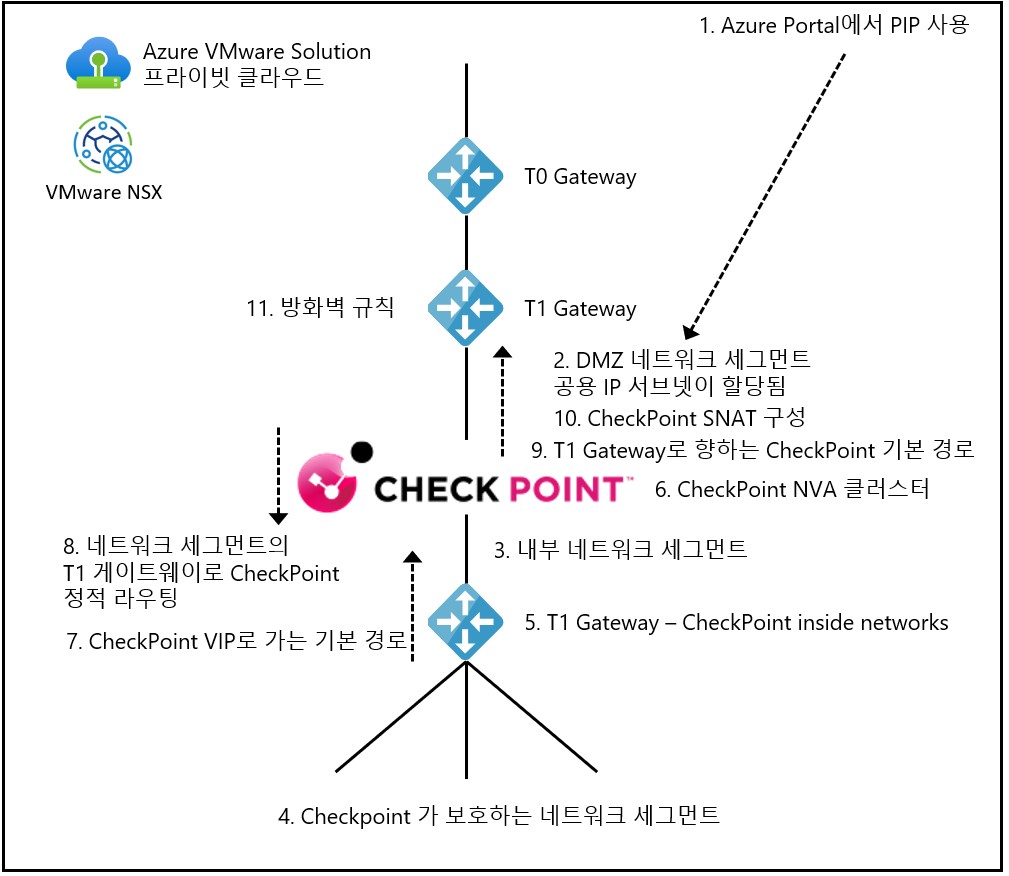 1. Azure Portal에서 PIP 사용
Azure VMware Solution
프라이빗 클라우드
VMware NSX
T0 Gateway
11. 방화벽 규칙
T1 Gateway
2. DMZ 네트워크 세그먼트
공용 IP 서브넷이 할당됨
10. CheckPoint SNAT 구성
9. T1 Gateway로 향하는 CheckPoint 기본 경로
CHECK POINT™
6. CheckPoint NVA 클러스터
8. 네트워크 세그먼트의
T1 게이트웨이로 CheckPoint
정적 라우팅
3. 내부 네트워크 세그먼트
7. CheckPoint VIP로 가는 기본 경로
5. T1 Gateway – CheckPoint inside networks
4. Checkpoint 가 보호하는 네트워크 세그먼트